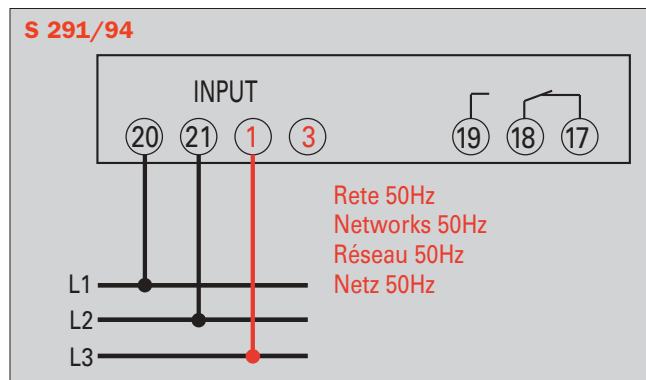 S 291/94
INPUT
20 21 1 3 19 18 17
Rete 50Hz
Networks 50Hz
Réseau 50Hz
Netz 50Hz
L1
L2
L3